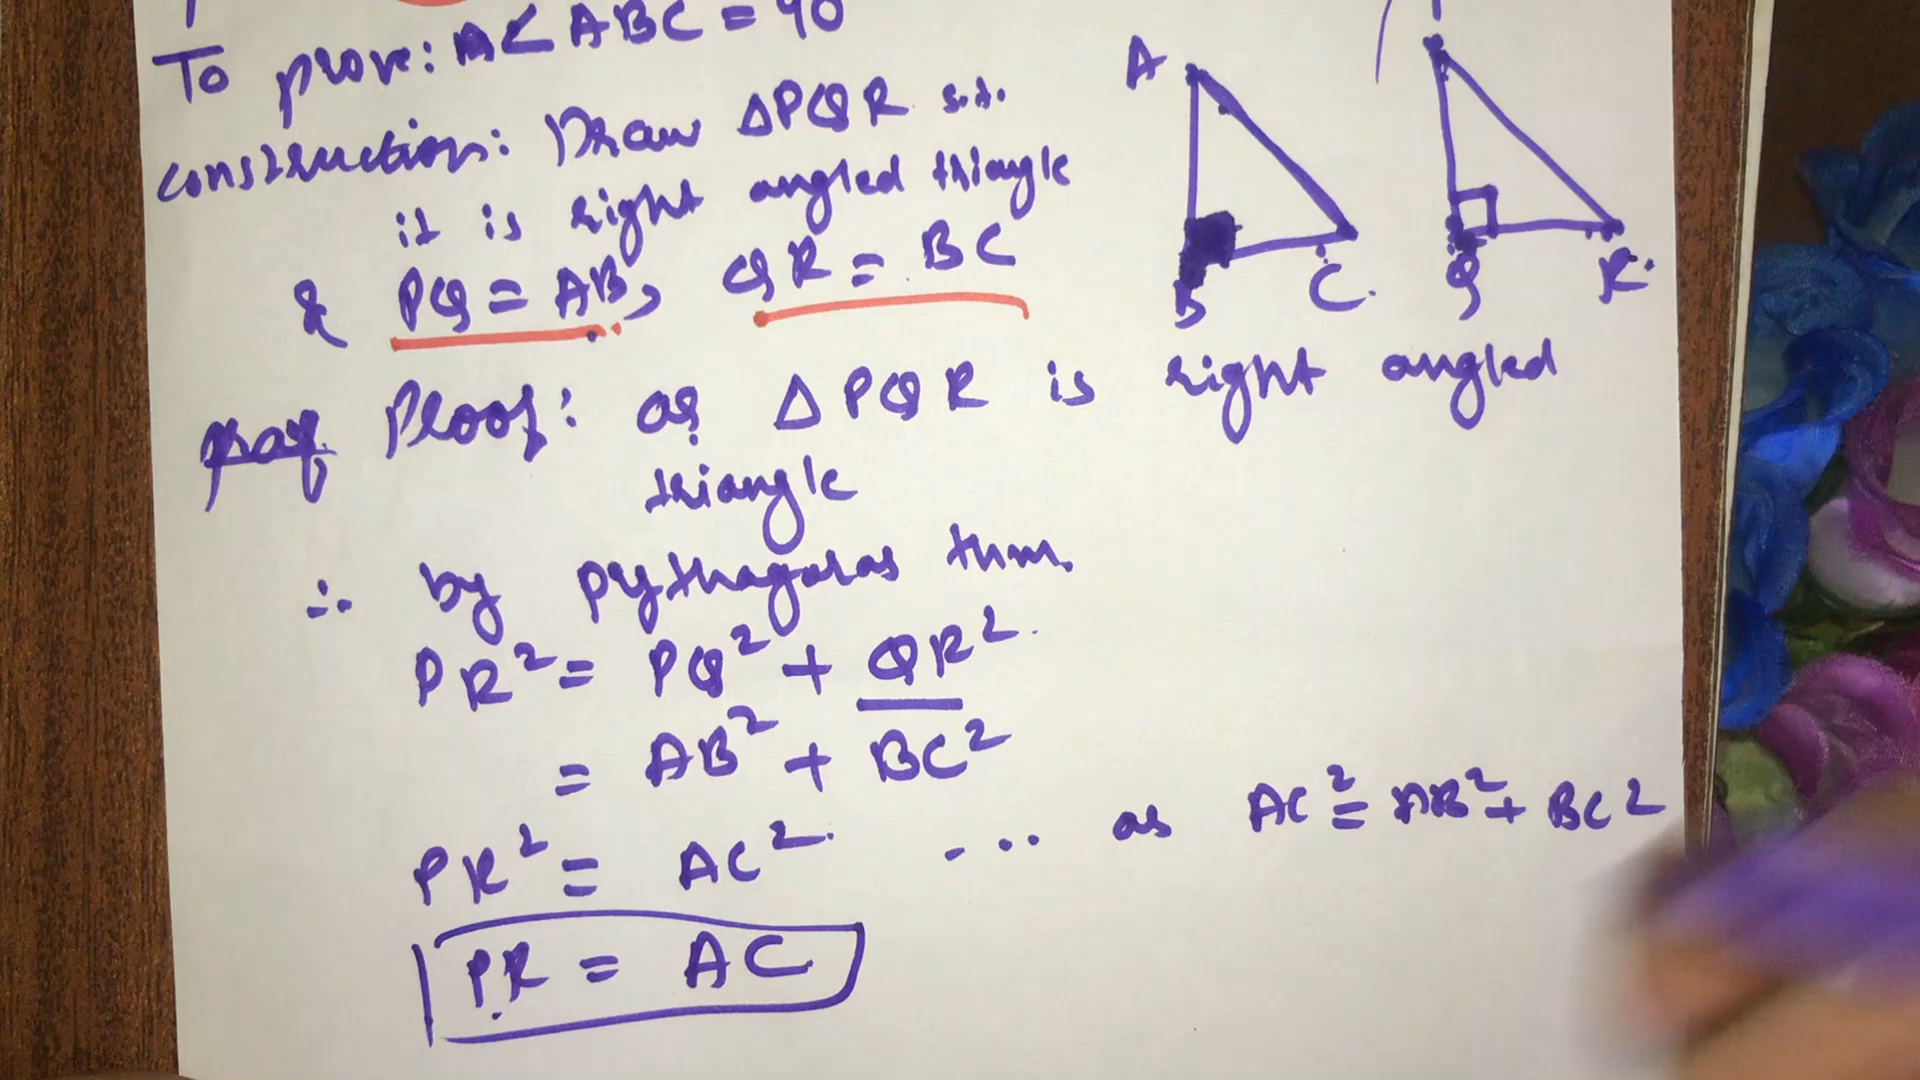 To prove: m∠ABC = 90
construction: Draw ΔPQR s.t.
it is right angled triangle
& PQ = AB, QR = BC
A
B
C
Q
R
Proof: as ΔPQR is right angled
triangle
∴ by pythagoras thm.
PR² = PQ² + QR²
= AB² + BC²
PR² = AC² ... as AC² = AB² + BC²
PR = AC